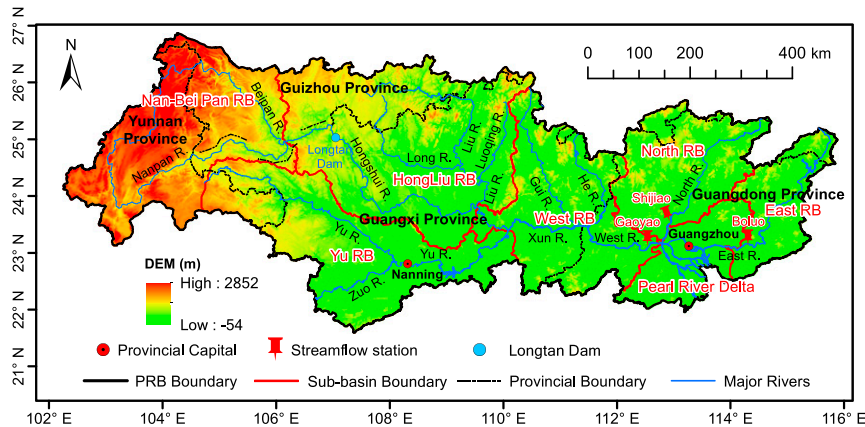 27° N
26° N
25° N
24° N
23° N
22° N
21° N
N
0 100 200 400 km
Guizhou Province
Nan-Bei Pan RB
Beipan R.
Yunnan
Province
Nanpan R.
Longtan
Dam
Hongshui R.
Long R.
Liu R.
Luoqing R.
HongLiu RB
Liu R.
Gui R.
He R.
North RB
North R.
Shijiao
Guangdong Province
Gaoyao
Boluo
East RB
Guangxi Province
West RB
Guangzhou
Yu R.
Xun R.
West R.
East R.
Yu RB
Yu R.
Nanning
Zuo R.
Pearl River Delta
DEM (m)
High : 2852
Low : -54
Provincial Capital
Streamflow station
Longtan Dam
PRB Boundary
Sub-basin Boundary
Provincial Boundary
Major Rivers
102° E 104° E 106° E 108° E 110° E 112° E 114° E 116° E